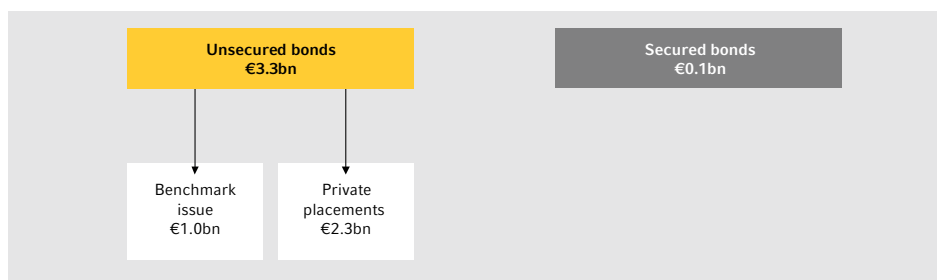 Unsecured bonds
€3.3bn
Secured bonds
€0.1bn
Benchmark
issue
€1.0bn
Private
placements
€2.3bn